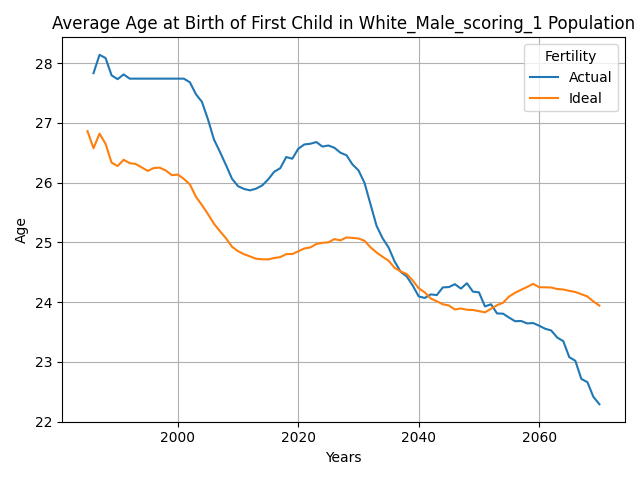 Average Age at Birth of First Child in White_Male_scoring_1 Population
Fertility
Actual
Ideal
28
27
26
25
24
23
22
Age
2000
2020
2040
2060
Years